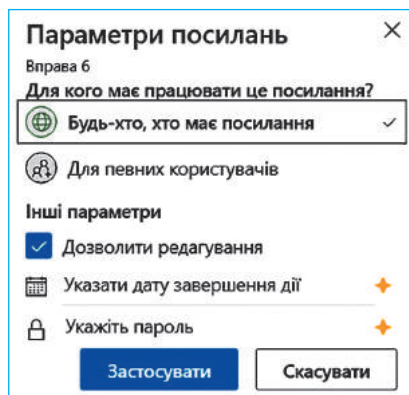 Параметри посилань
Вправа 6
Для кого має працювати це посилання?
Будь-хто, хто має посилання
Для певних користувачів
Інші параметри
Дозволити редагування
Указати дату завершення дії
Укажіть пароль
Застосувати Скасувати